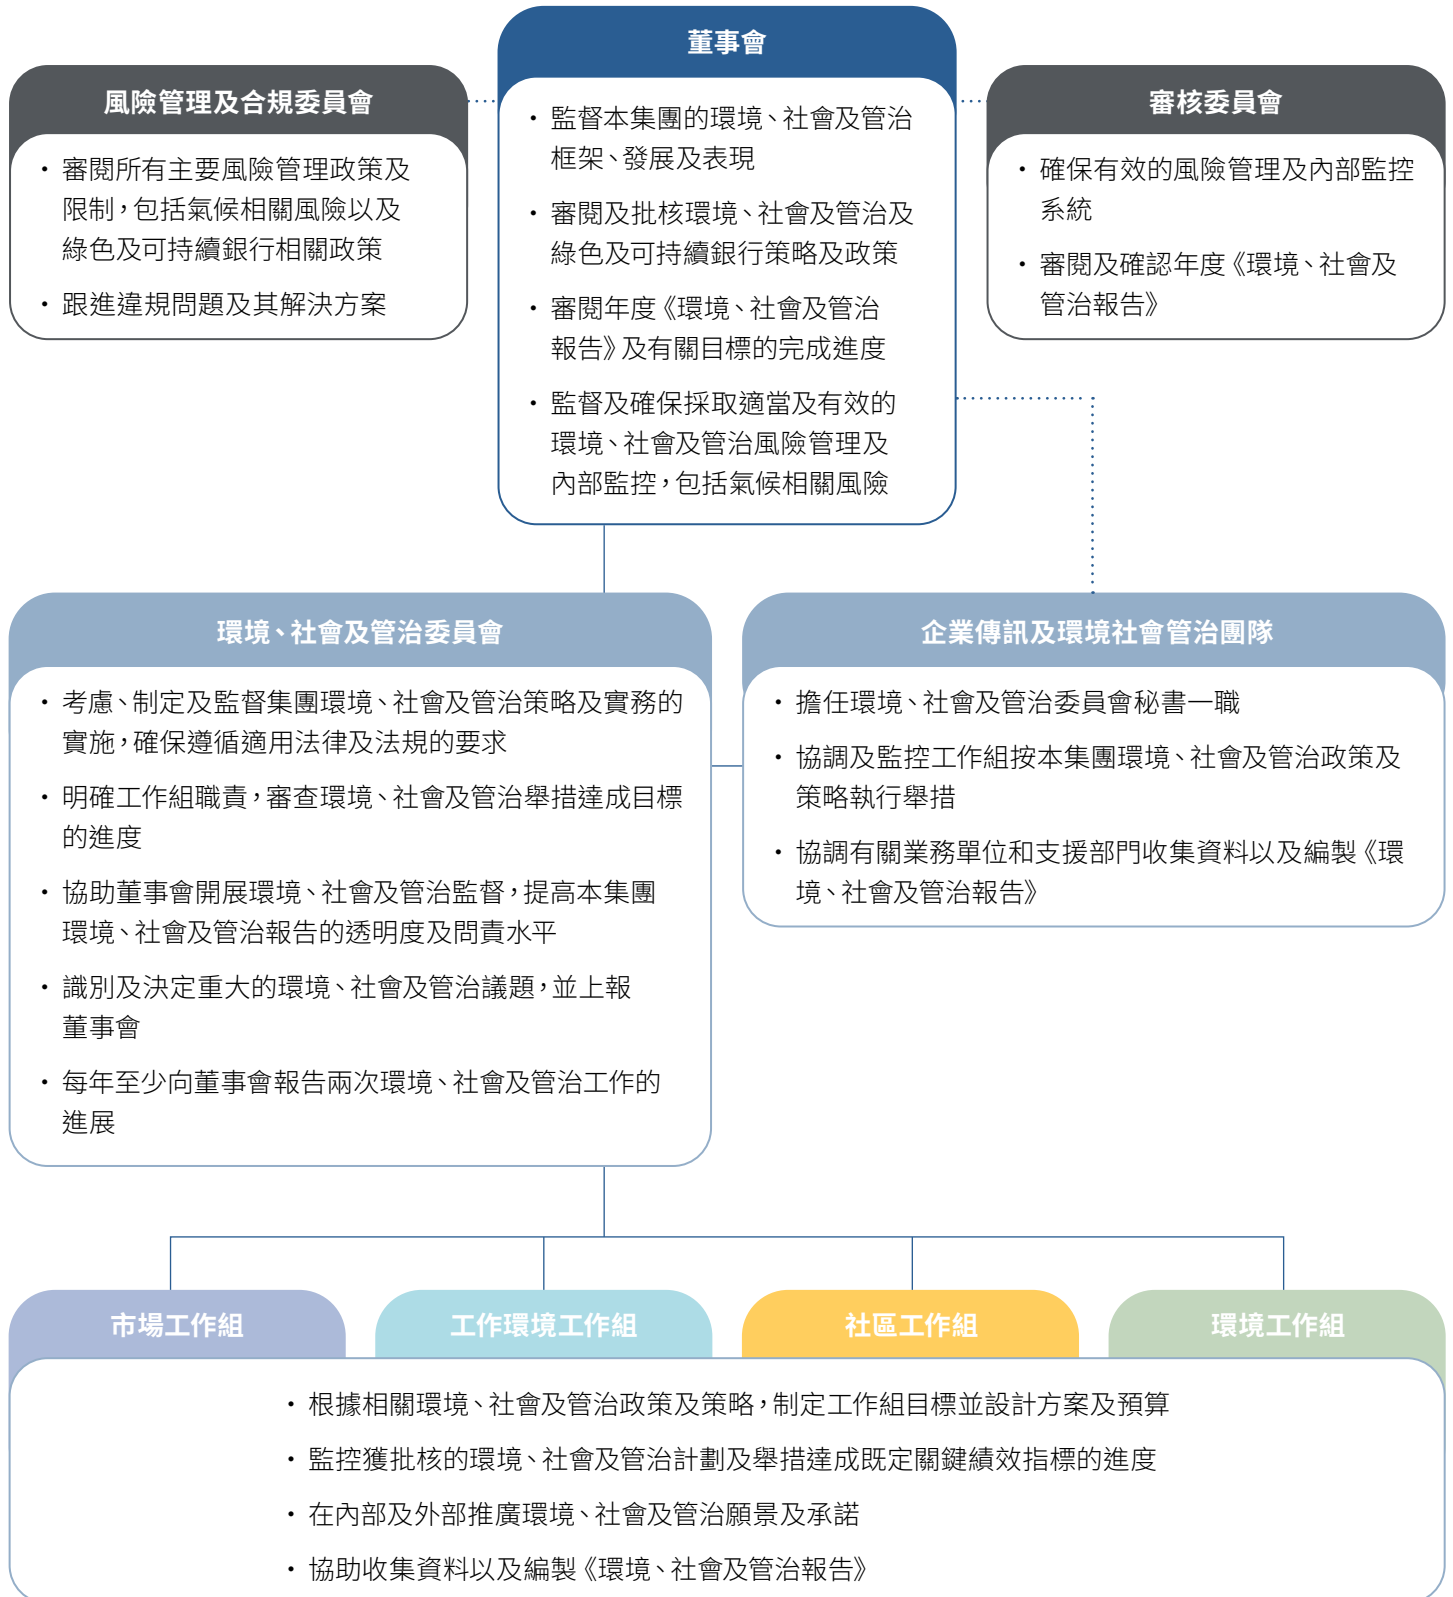 董事會
風險管理及合規委員會
・審閱所有主要風險管理政策及
限制，包括氣候相關風險以及
綠色及可持續銀行相關政策
・跟進違規問題及其解決方案
・監督本集團的環境、社會及管治
框架、發展及表現
・審閱及批核環境、社會及管治及
綠色及可持續銀行策略及政策
・審閱年度《環境、社會及管治
報告》及有關目標的完成進度
・監督及確保採取適當及有效的
環境、社會及管治風險管理及
內部監控，包括氣候相關風險
審核委員會
・確保有效的風險管理及內部監控
系統
・審閱及確認年度《環境、社會及
管治報告》
環境、社會及管治委員會
・考慮、制定及監督集團環境、社會及管治策略及實務的
實施，確保遵循適用法律及法規的要求
・明確工作組職責，審查環境、社會及管治舉措達成目標
的進度
・協助董事會開展環境、社會及管治監督，提高本集團
環境、社會及管治報告的透明度及問責水平
・識別及決定重大的環境、社會及管治議題，並上報
董事會
・每年至少向董事會報告兩次環境、社會及管治工作的
進展
企業傳訊及環境社會管治團隊
・擔任環境、社會及管治委員會秘書一職
・協調及監控工作組按本集團環境、社會及管治政策及
策略執行舉措
・協調有關業務單位和支援部門收集資料以及編製《環
境、社會及管治報告》
市場工作組
工作環境工作組
社區工作組
環境工作組
・根據相關環境、社會及管治政策及策略，制定工作組目標並設計方案及預算
・監控獲批核的環境、社會及管治計劃及舉措達成既定關鍵績效指標的進度
・在內部及外部推廣環境、社會及管治願景及承諾
・協助收集資料以及編製《環境、社會及管治報告》